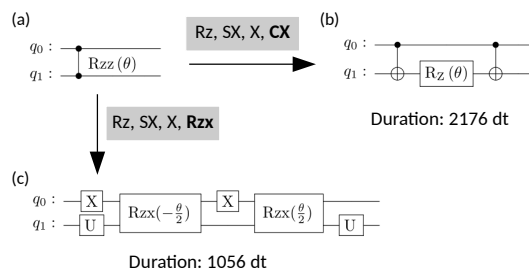 (a)
q0 :
q1 :
Rzz (θ)
Rz, SX, X, CX
(b)
q0 :
q1 :
RZ (θ)
Duration: 2176 dt
Rz, SX, X, Rzx
(c)
q0 :
q1 :
X
U
Rzx(-θ/2)
X
Rzx(θ/2)
U
Duration: 1056 dt